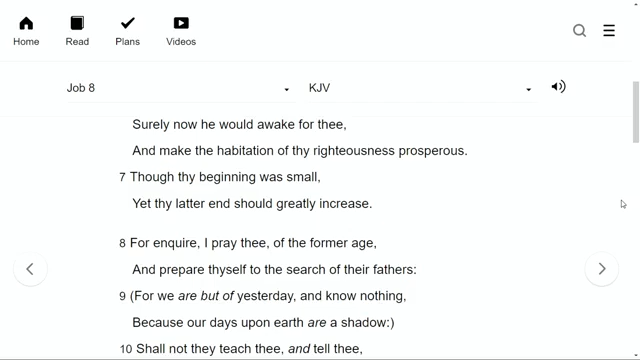 Home Read Plans Videos
Job 8 KJV
Surely now he would awake for thee,
And make the habitation of thy righteousness prosperous.
7 Though thy beginning was small,
Yet thy latter end should greatly increase.
8 For enquire, I pray thee, of the former age,
And prepare thyself to the search of their fathers:
9 (For we are but of yesterday, and know nothing,
Because our days upon earth are a shadow:)
10 Shall not they teach thee, and tell thee,